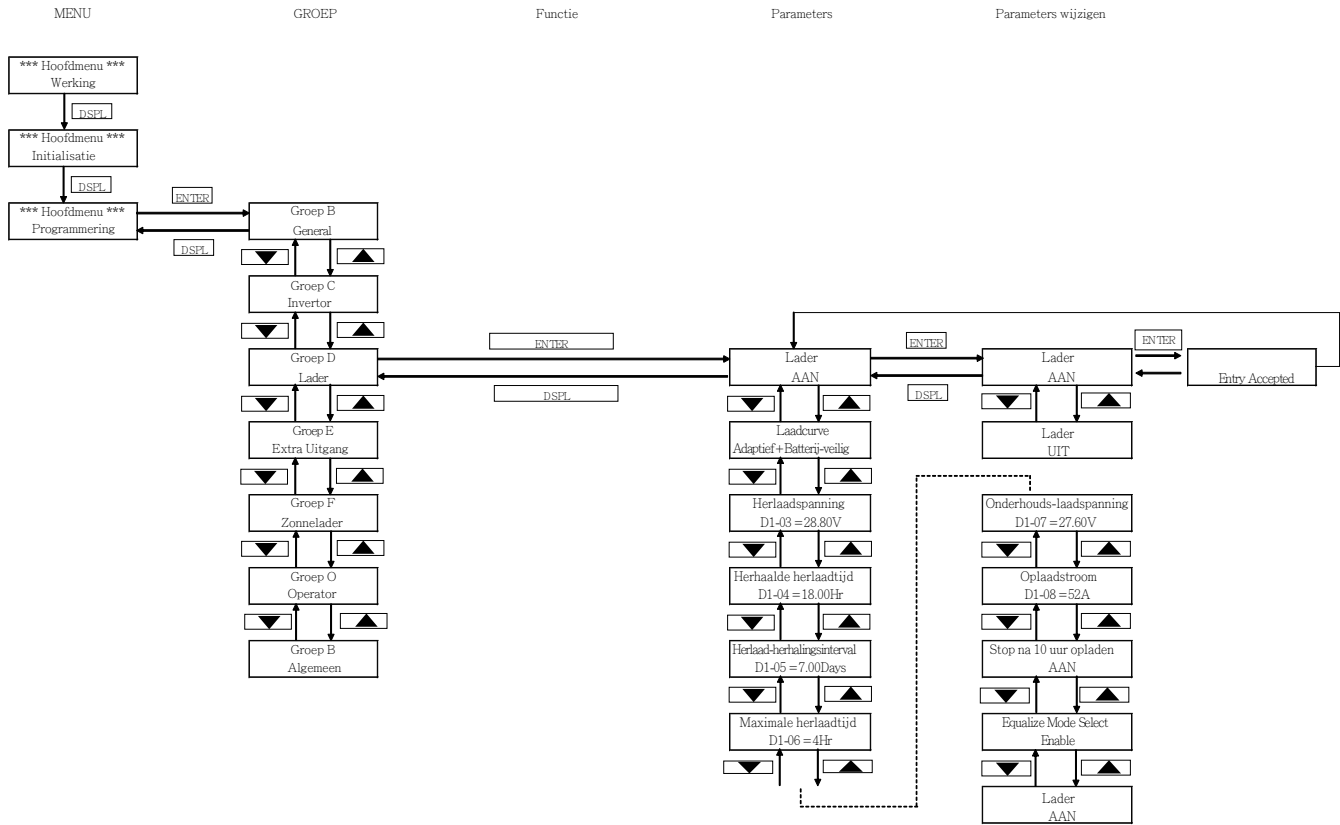 MENU
GROEP
Functie
Parameters
Parameters wijzigen
*** Hoofdmenu ***
Werking
DSPL
*** Hoofdmenu ***
Initialisatie
DSPL
*** Hoofdmenu ***
Programmering
ENTER
DSPL
Groep B
General
Groep C
Invertor
Groep D
Lader
Groep E
Extra Uitgang
Groep F
Zonnelader
Groep O
Operator
Groep B
Algemeen
ENTER
DSPL
Lader
AAN
Laadcurve
Adaptief+Batterij-veilig
Herlaadspanning
D1-03=28.80V
Herhaalde herlaadtijd
D1-04=18.00Hr
Herlaad-herhalingsinterval
D1-05=7.00Days
Maximale herlaadtijd
D1-06=4Hr
ENTER
DSPL
Lader
AAN
Lader
UIT
ENTER
Entry Accepted
Onderhouds-laadspanning
D1-07=27.60V
Oplaadstroom
D1-08=52A
Stop na 10 uur opladen
AAN
Equalize Mode Select
Enable
Lader
AAN